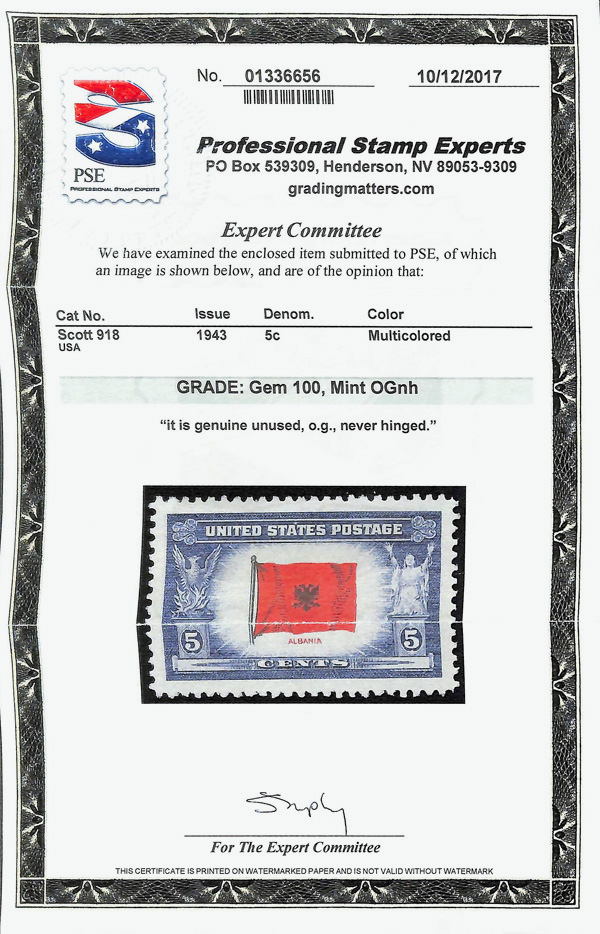 No. 01336656 10/12/2017
PSE
PROFESSIONAL STAMP EXPERTS
Professional Stamp Experts
PO Box 539309, Henderson, NV 89053-9309
gradingmatters.com
Expert Committee
We have examined the enclosed item submitted to PSE, of which
an image is shown below, and are of the opinion that:
Cat No. Issue Denom. Color
Scott 918 1943 5c Multicolored
USA
GRADE: Gem 100, Mint OGnh
“it is genuine unused, o.g., never hinged.”
UNITED STATES POSTAGE
ALBANIA
5 5
CENTS
For The Expert Committee
THIS CERTIFICATE IS PRINTED ON WATERMARKED PAPER AND IS NOT VALID WITHOUT WATERMARK